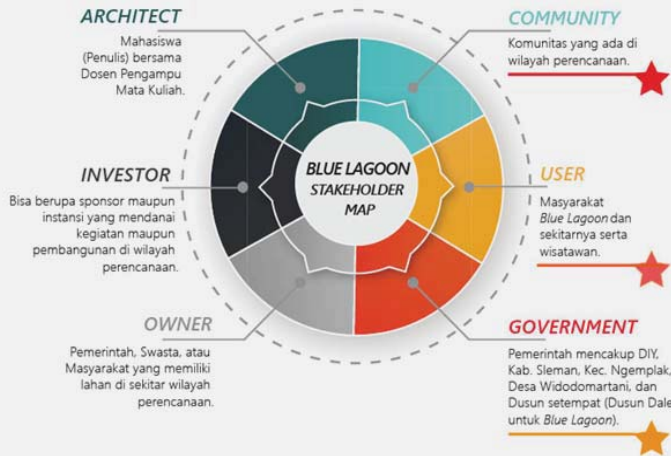 ARCHITECT
Mahasiswa
(Penulis) bersama
Dosen Pengampu
Mata Kuliah.
COMMUNITY
Komunitas yang ada di
wilayah perencanaan.
INVESTOR
Bisa berupa sponsor maupun
instansi yang mendanai
kegiatan maupun
pembangunan di wilayah
perencanaan.
BLUE LAGOON
STAKEHOLDER
MAP
USER
Masyarakat
Blue Lagoon dan
sekitarnya serta
wisatawan.
OWNER
Pemerintah, Swasta, atau
Masyarakat yang memiliki
lahan di sekitar wilayah
perencanaan.
GOVERNMENT
Pemerintah mencakup DIY,
Kab. Sleman, Kec. Ngemplak,
Desa Widodomartani, dan
Dusun setempat (Dusun Dale
untuk Blue Lagoon).